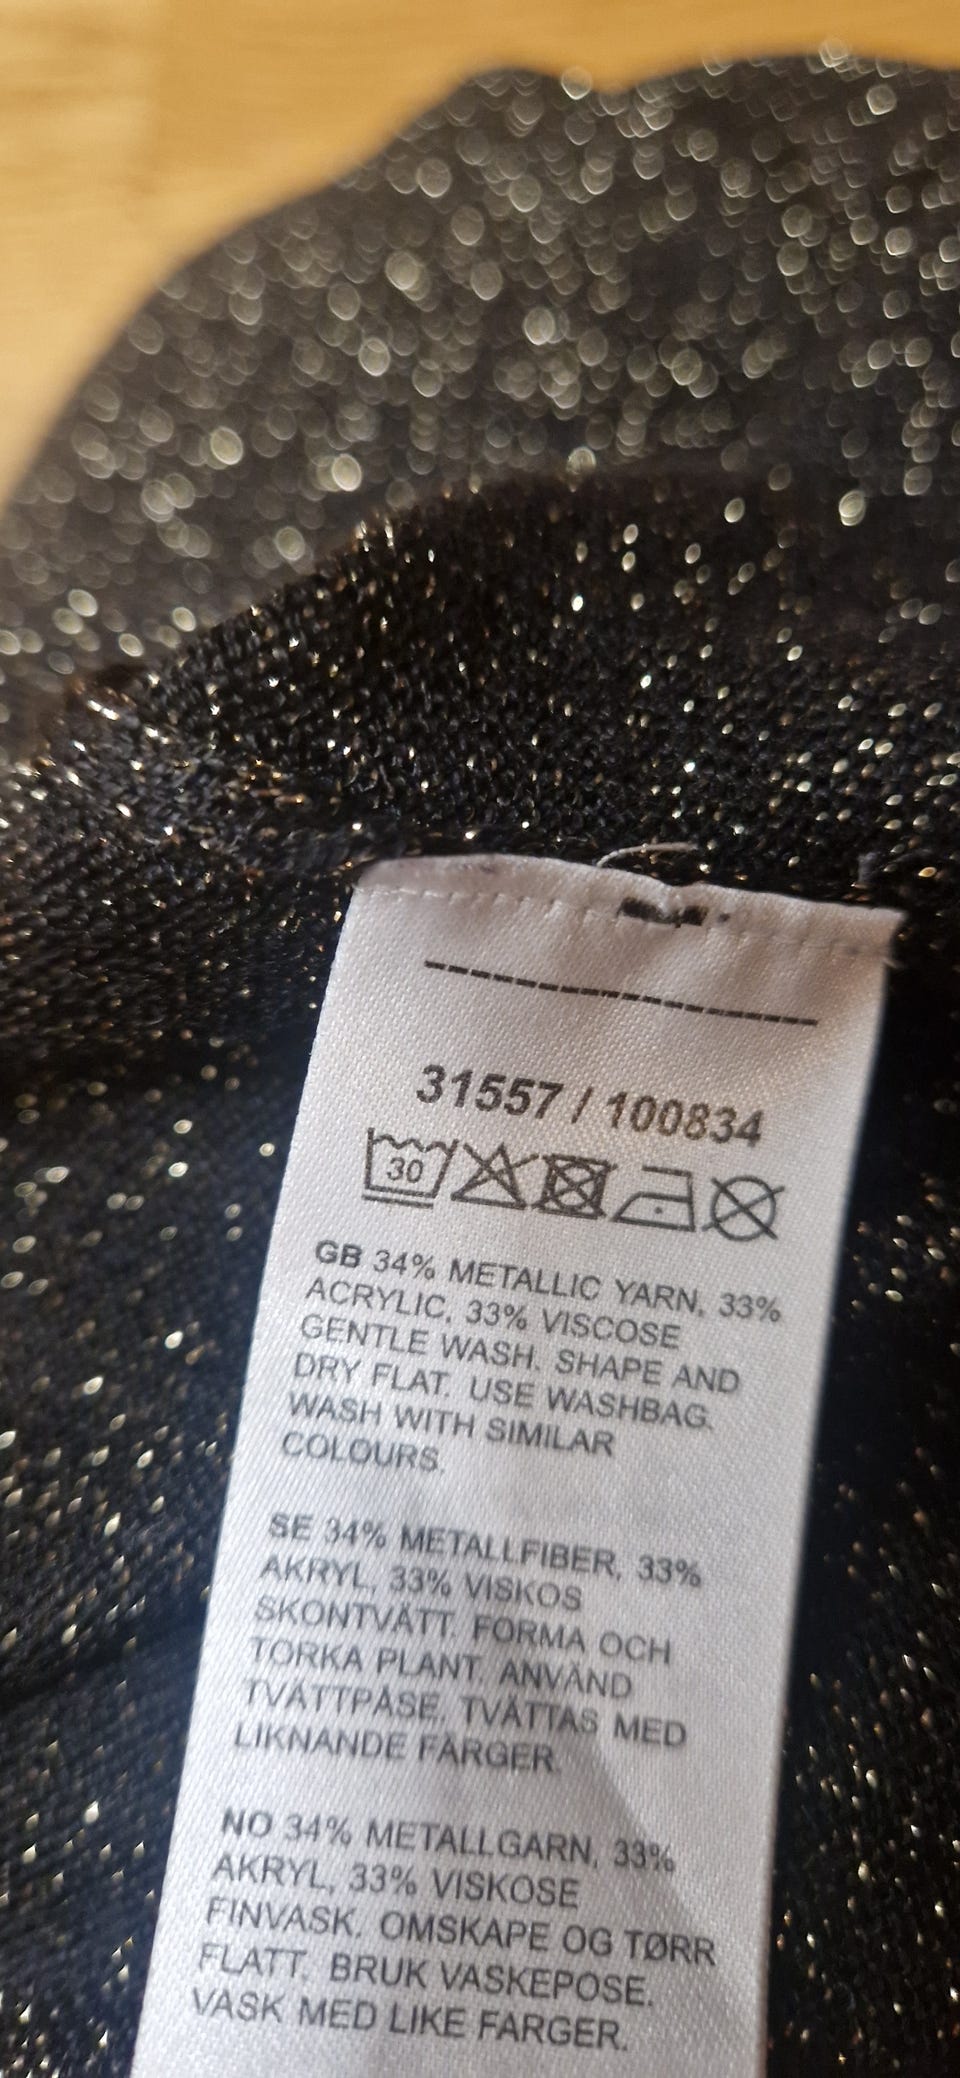 31557 / 100834
30
GB 34% METALLIC YARN, 33%
ACRYLIC, 33% VISCOSE
GENTLE WASH. SHAPE AND
DRY FLAT. USE WASHBAG.
WASH WITH SIMILAR
COLOURS.
SE 34% METALLFIBER, 33%
AKRYL, 33% VISKOS
SKONTVÄTT. FORMA OCH
TORKA PLANT. ANVÄND
TVÄTTPÅSE. TVÄTTAS MED
LIKNANDE FÄRGER.
NO 34% METALLGARN, 33%
AKRYL, 33% VISKOSE
FINVASK. OMSKAPE OG TØRR
FLATT. BRUK VASKEPOSE.
VASK MED LIKE FARGER.